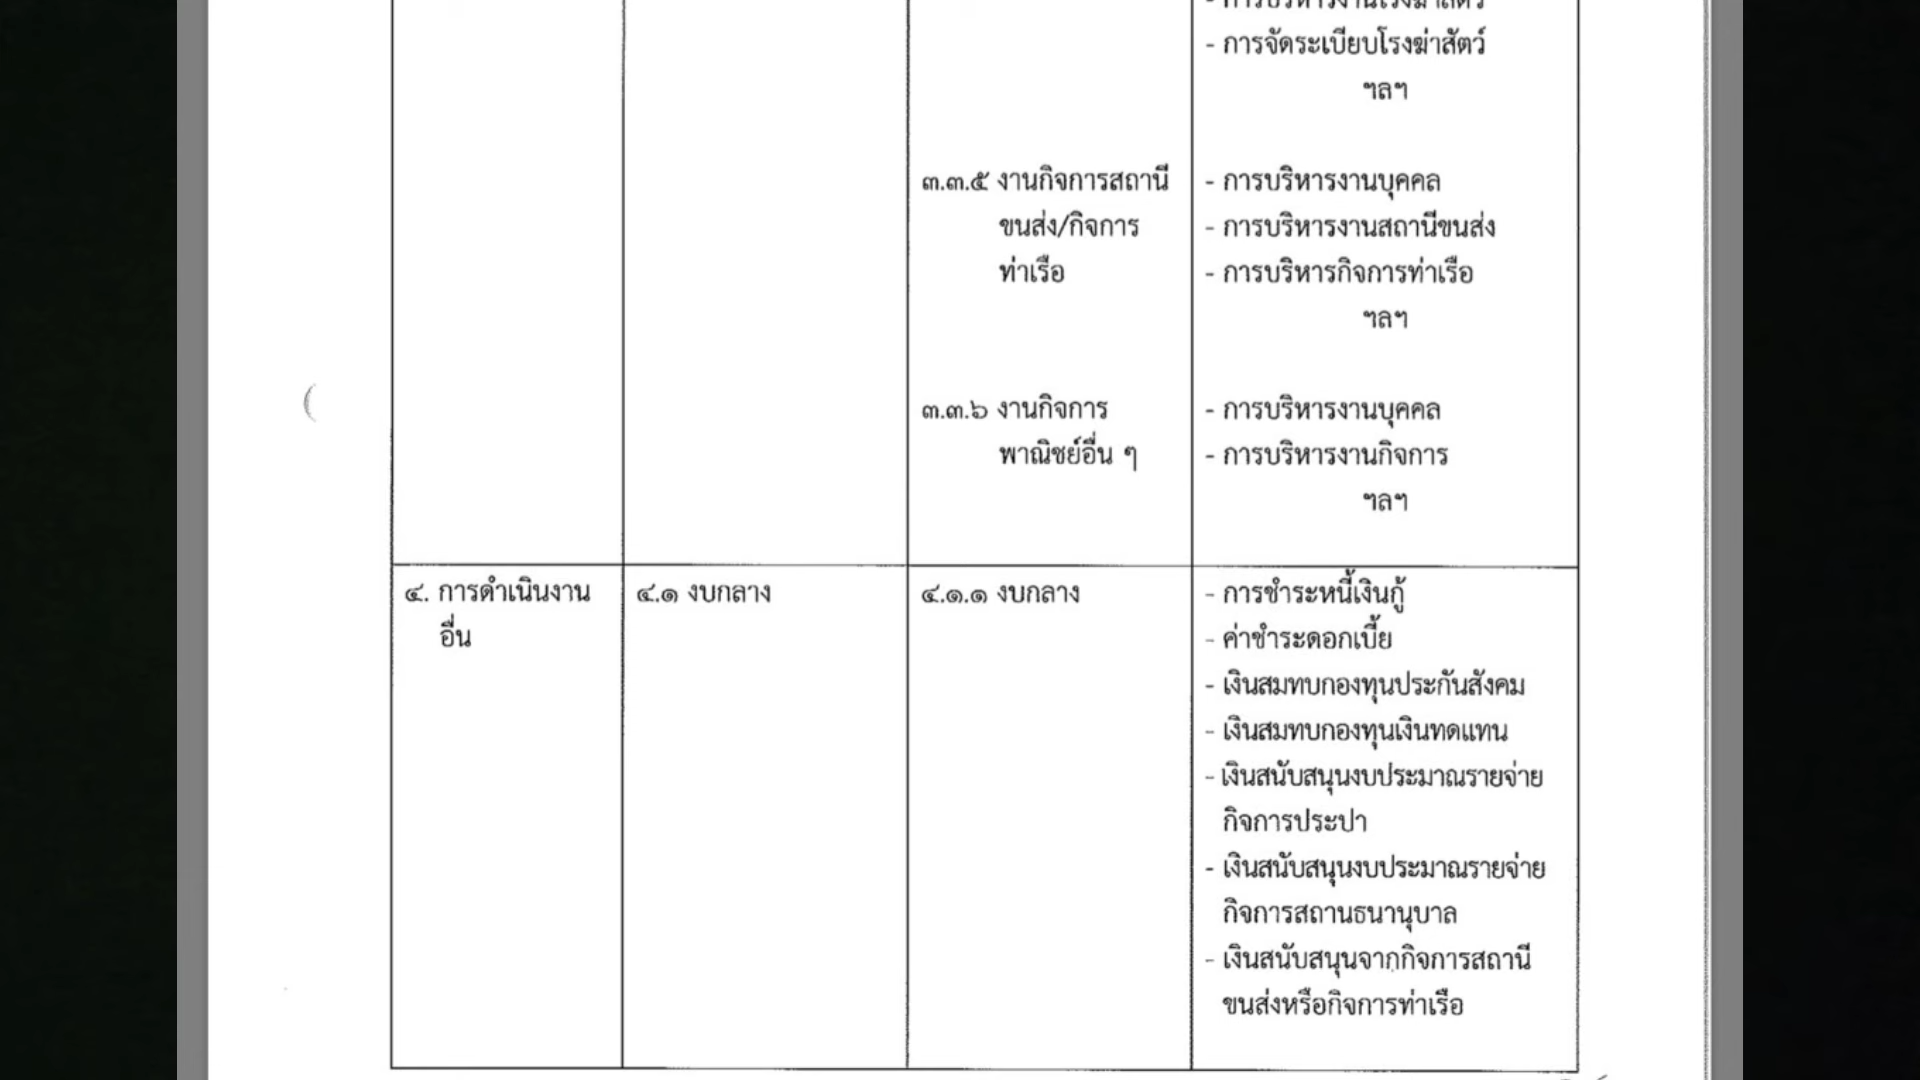 - การบริหารงานโรงฆ่าสัตว์
- การจัดระเบียบโรงฆ่าสัตว์
ฯลฯ
๓.๓.๕ งานกิจการสถานี
ขนส่ง/กิจการ
ท่าเรือ
- การบริหารงานบุคคล
- การบริหารงานสถานีขนส่ง
- การบริหารกิจการท่าเรือ
ฯลฯ
๓.๓.๖ งานกิจการ
พาณิชย์อื่น ๆ
- การบริหารงานบุคคล
- การบริหารงานกิจการ
ฯลฯ
๔. การดำเนินงาน
อื่น
๔.๑ งบกลาง
๔.๑.๑ งบกลาง
- การชำระหนี้เงินกู้
- ค่าชำระดอกเบี้ย
- เงินสมทบกองทุนประกันสังคม
- เงินสมทบกองทุนเงินทดแทน
- เงินสนับสนุนงบประมาณรายจ่าย
กิจการประปา
- เงินสนับสนุนงบประมาณรายจ่าย
กิจการสถานธนานุบาล
- เงินสนับสนุนจากกิจการสถานี
ขนส่งหรือกิจการท่าเรือ